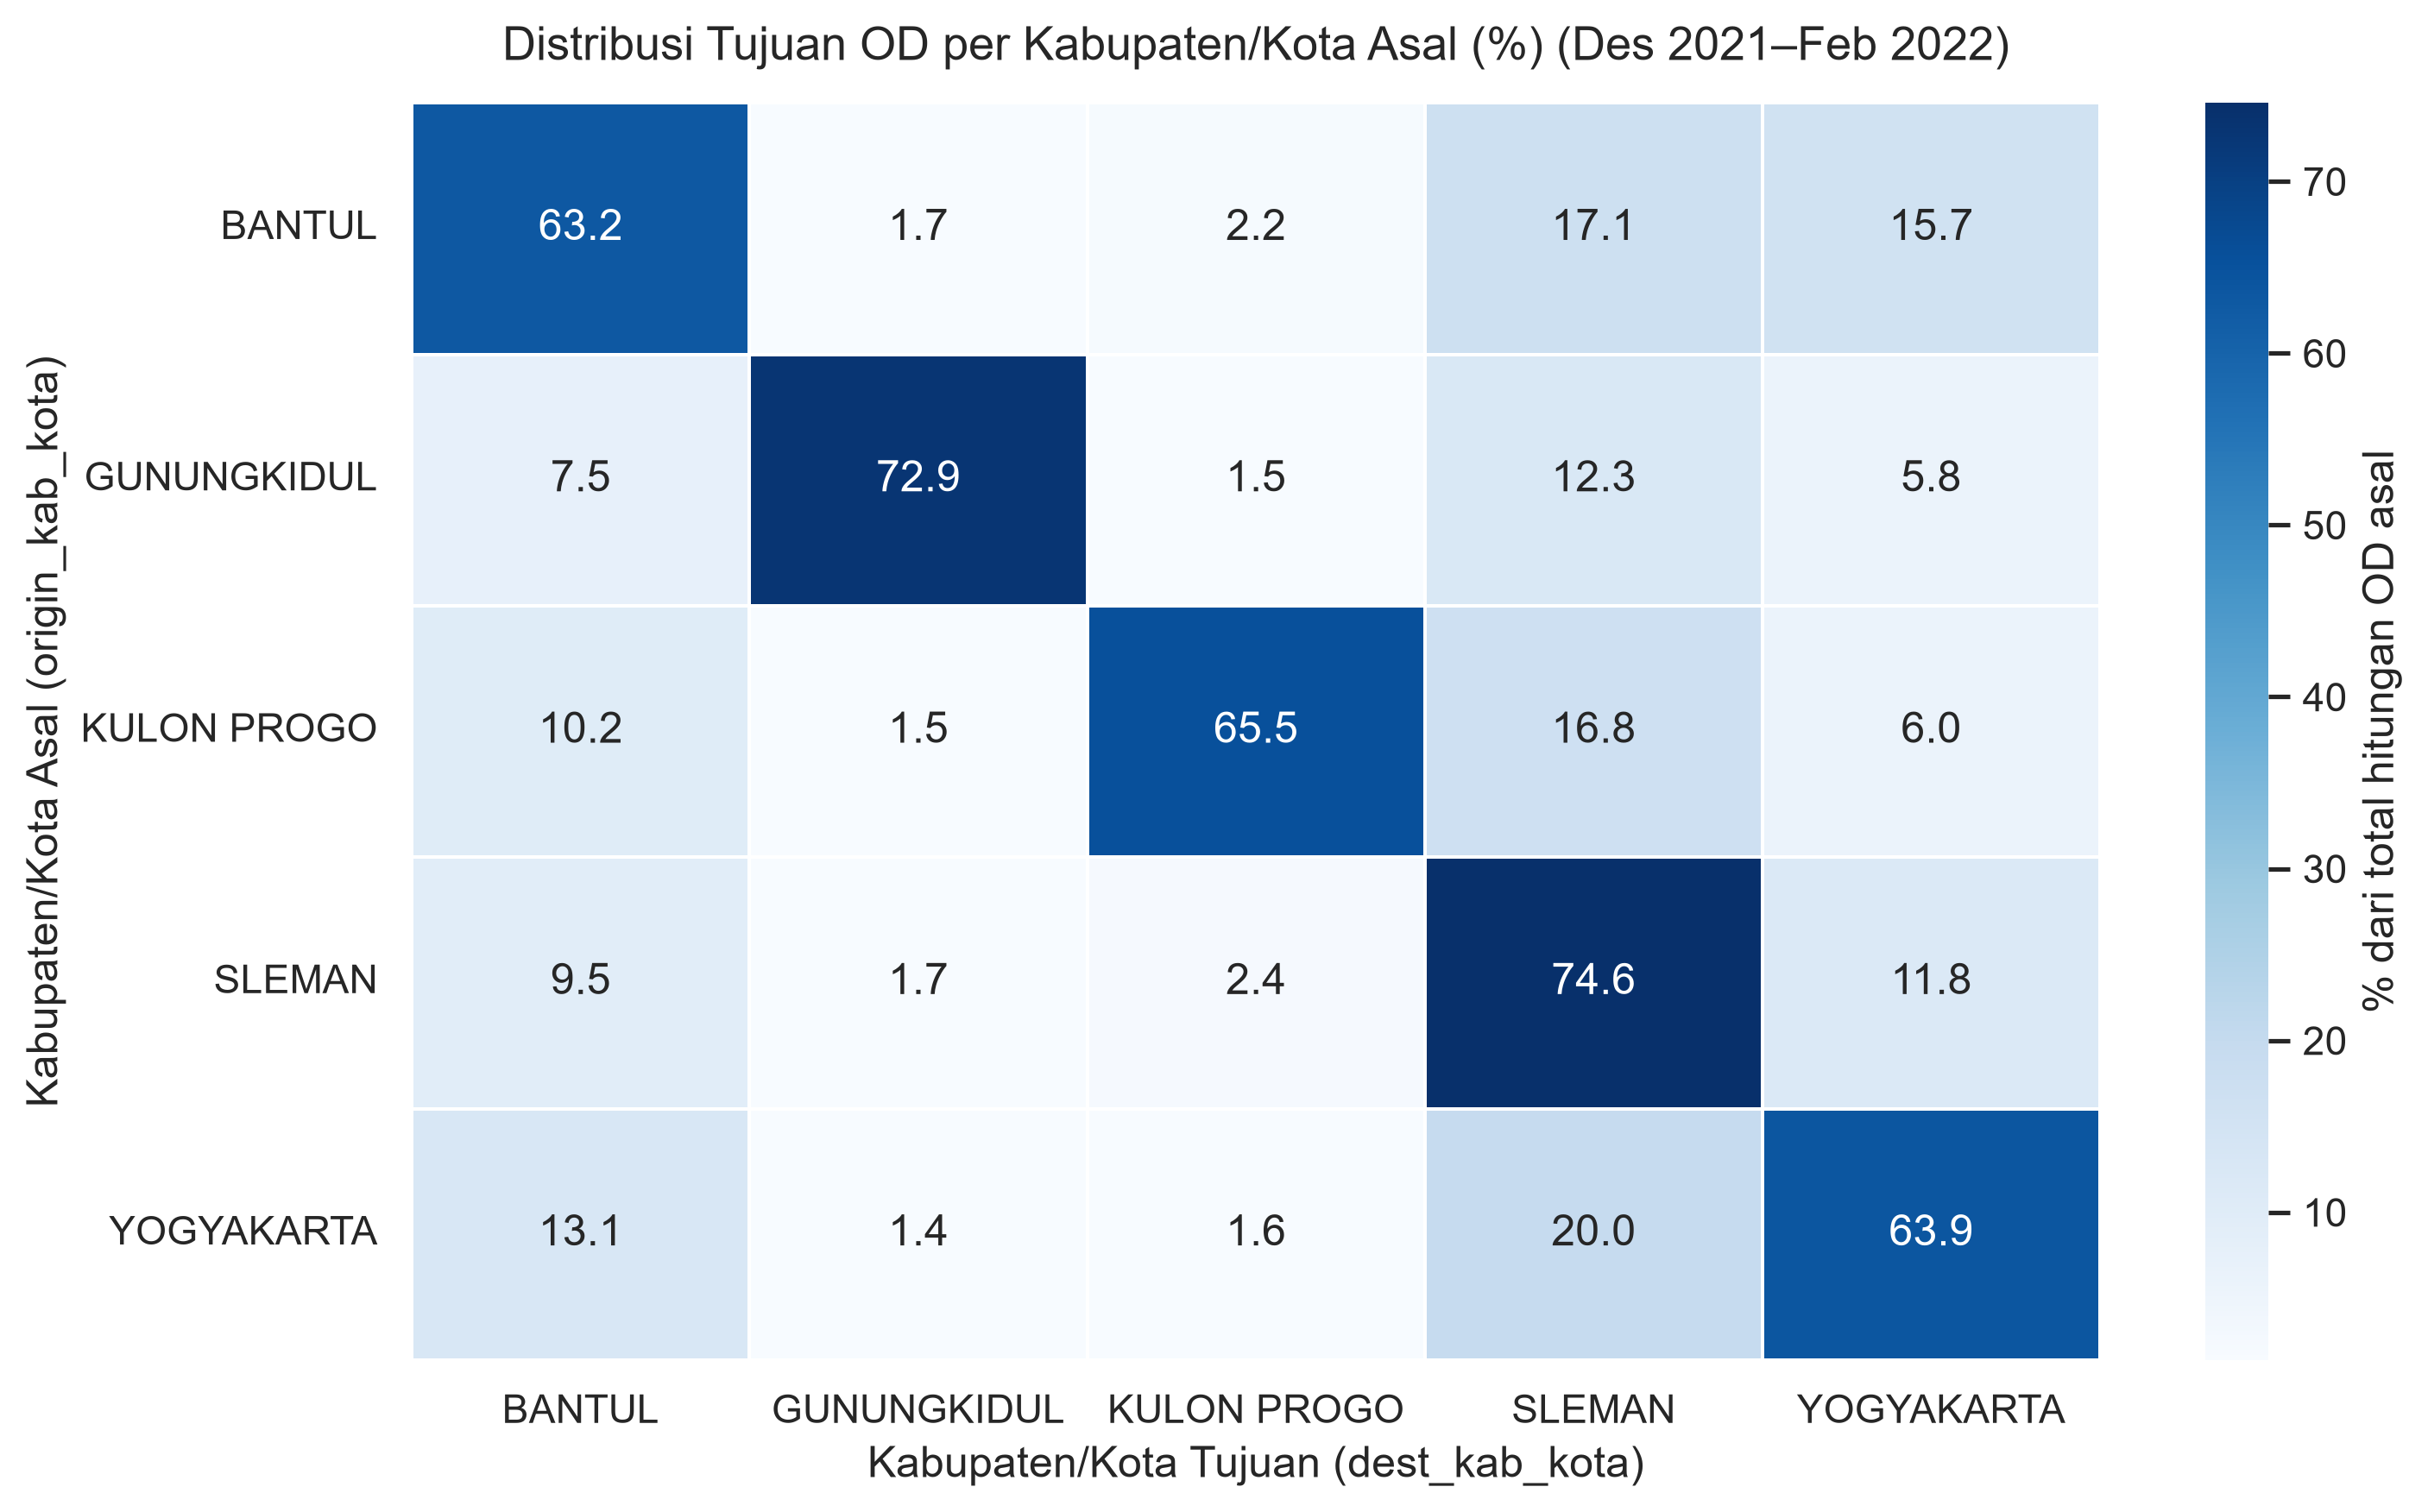 Distribusi Tujuan OD per Kabupaten/Kota Asal (%) (Des 2021–Feb 2022)
Kabupaten/Kota Asal (origin_kab_kota)
BANTUL 63.2 1.7 2.2 17.1 15.7
GUNUNGKIDUL 7.5 72.9 1.5 12.3 5.8
KULON PROGO 10.2 1.5 65.5 16.8 6.0
SLEMAN 9.5 1.7 2.4 74.6 11.8
YOGYAKARTA 13.1 1.4 1.6 20.0 63.9
BANTUL GUNUNGKIDUL KULON PROGO SLEMAN YOGYAKARTA
Kabupaten/Kota Tujuan (dest_kab_kota)
70
60
50
40
30
20
10
% dari total hitungan OD asal